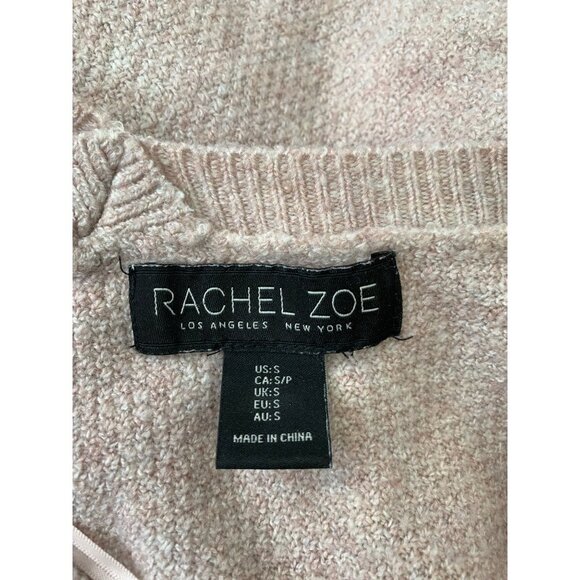 RACHEL ZOE
LOS ANGELES NEW YORK
US:S
CA:S/P
UK:S
EU:S
AU:S
MADE IN CHINA